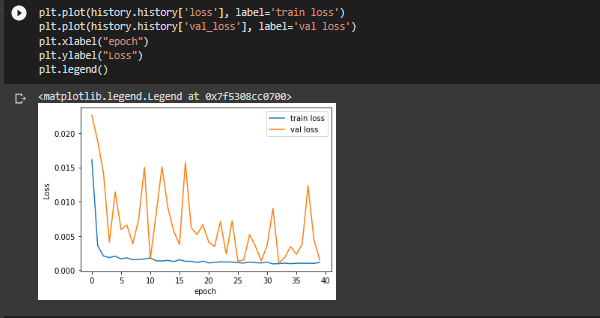 plt.plot(history.history['loss'], label='train loss')
plt.plot(history.history['val_loss'], label='val loss')
plt.xlabel("epoch")
plt.ylabel("Loss")
plt.legend()
<matplotlib.legend.Legend at 0x7f5308cc0700>
train loss
val loss
0.020
0.015
0.010
0.005
0.000
Loss
0 5 10 15 20 25 30 35 40
epoch